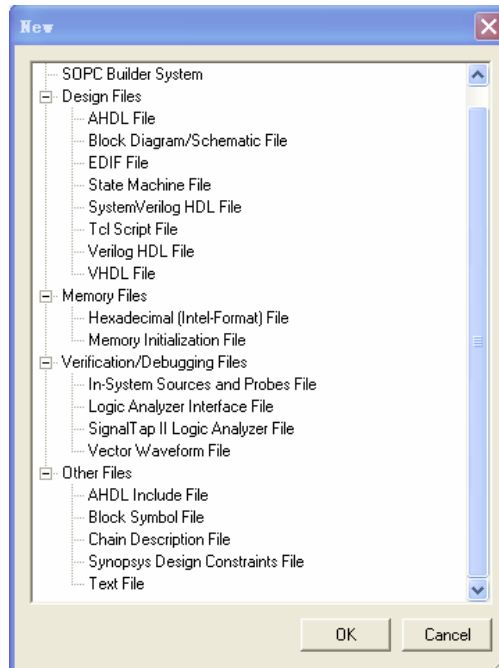 New
SOPC Builder System
Design Files
AHDL File
Block Diagram/Schematic File
EDIF File
State Machine File
SystemVerilog HDL File
Tcl Script File
Verilog HDL File
VHDL File
Memory Files
Hexadecimal (Intel-Format) File
Memory Initialization File
Verification/Debugging Files
In-System Sources and Probes File
Logic Analyzer Interface File
SignalTap II Logic Analyzer File
Vector Waveform File
Other Files
AHDL Include File
Block Symbol File
Chain Description File
Synopsys Design Constraints File
Text File
OK Cancel